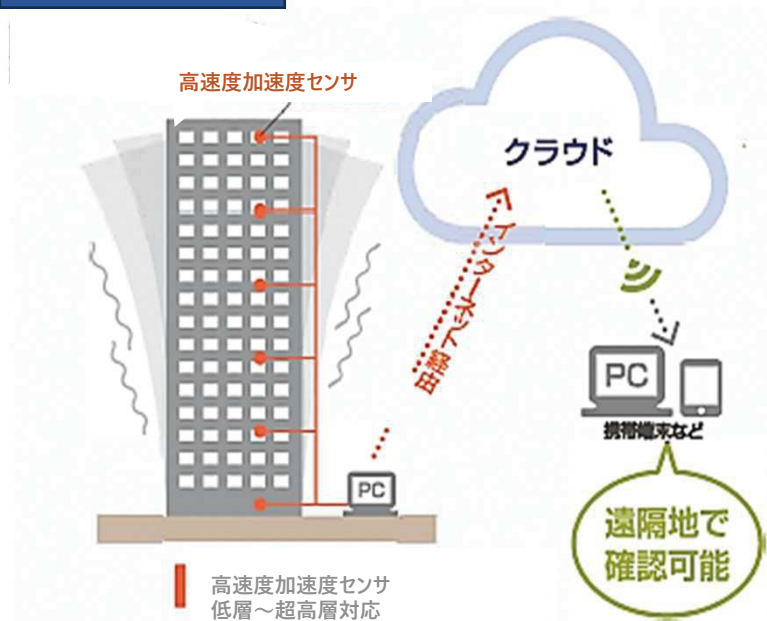 高速度加速度センサ
クラウド
インターネット経由
PC
携帯端末など
PC
遠隔地で
確認可能
高速度加速度センサ
低層～超高層対応